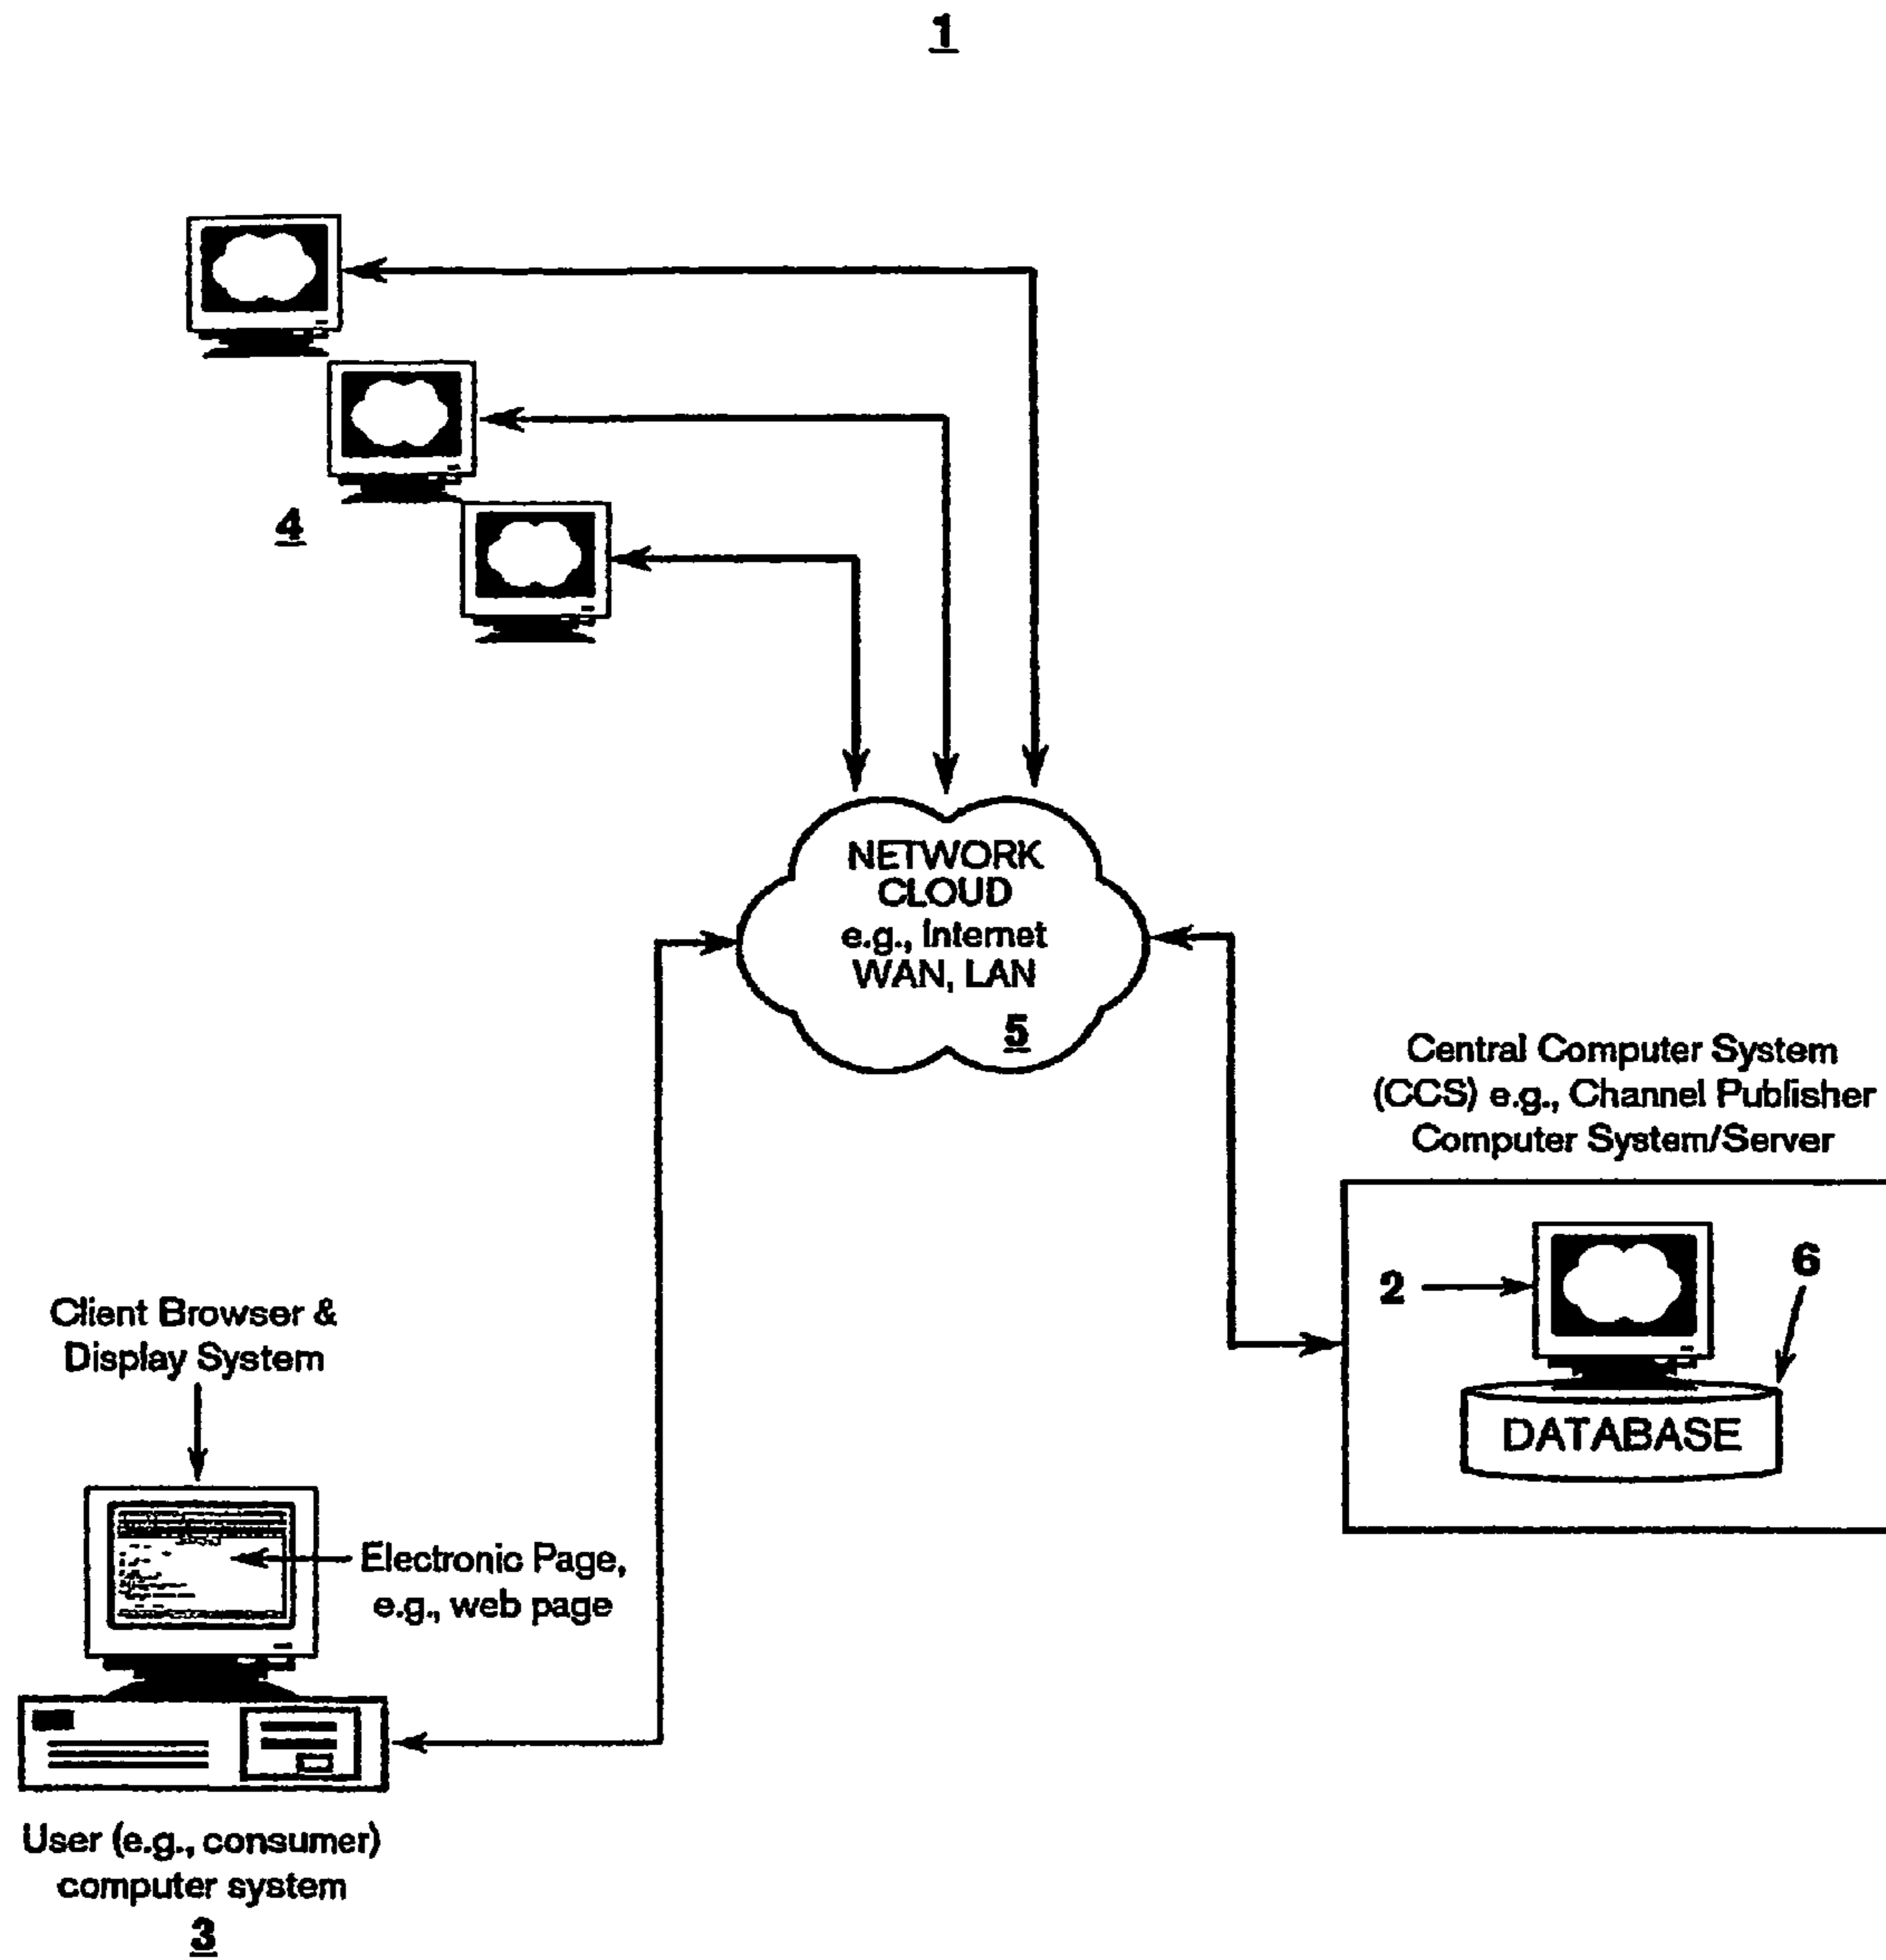 1
4
NETWORK
CLOUD
e.g., Internet
WAN, LAN
5
Central Computer System
(CCS) e.g., Channel Publisher
Computer System/Server
2
6
DATABASE
Client Browser &
Display System
Electronic Page,
e.g., web page
User (e.g., consumer)
computer system
3